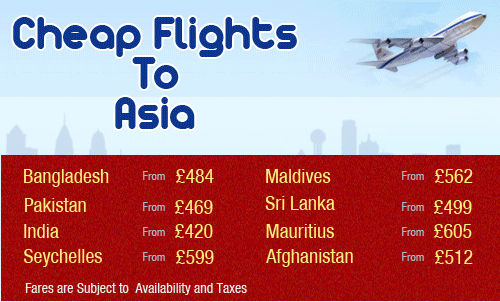 Cheap Flights
To
Asia
Bangladesh From £484 Maldives From £562
Pakistan From £469 Sri Lanka From £499
India From £420 Mauritius From £605
Seychelles From £599 Afghanistan From £512
Fares are Subject to Availability and Taxes